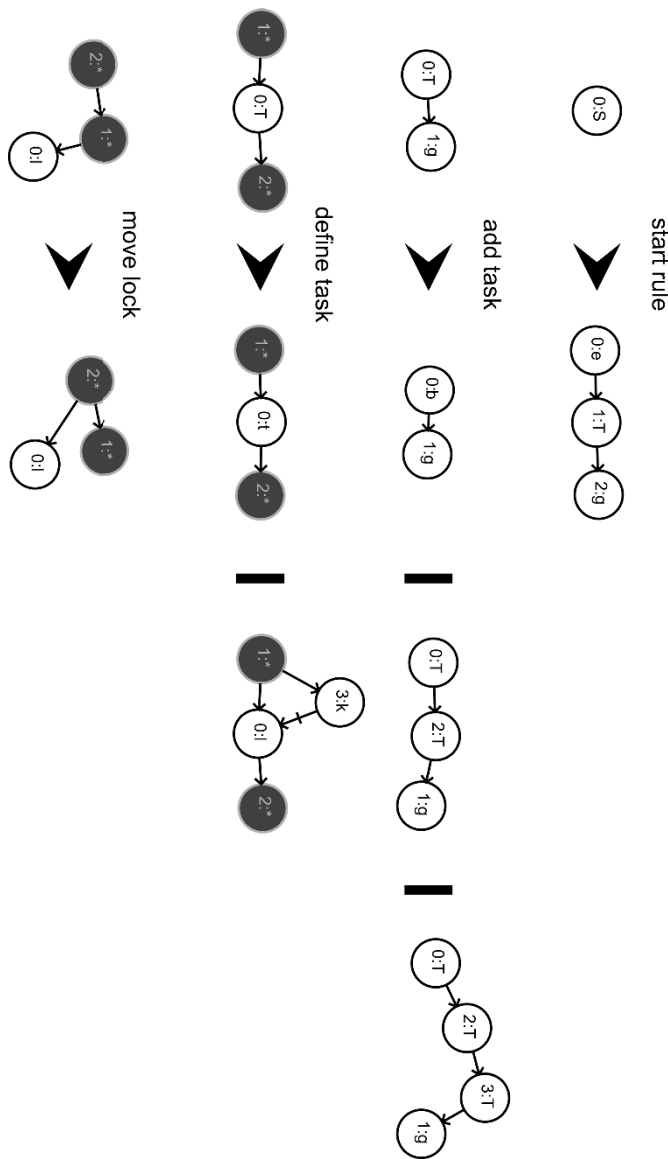 start rule
0:S
0:e
1:T
2:g
add task
0:T
1:g
0:b
1:g
0:T
2:T
1:g
0:T
2:T
3:T
1:g
define task
1:*
0:T
2:*
1:*
0:t
2:*
1:*
3:k
0:l
2:*
move lock
2:*
1:*
0:l
2:*
1:*
0:l